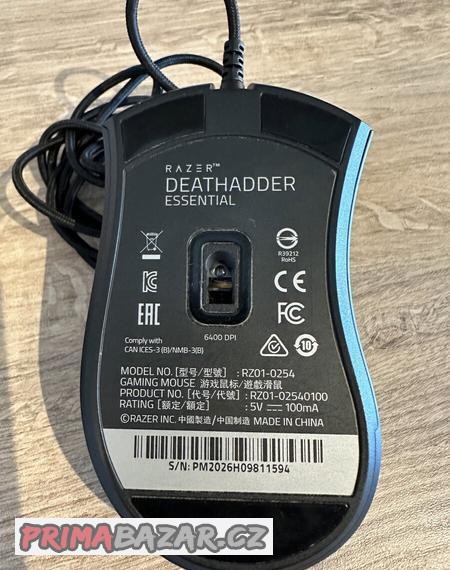 RAZER™
DEATHADDER
ESSENTIAL
R39212
RoHS
EAC
CE
FC
6400 DPI
Comply with
CAN ICES-3 (B)/NMB-3(B)
10
MODEL NO. [型号/型號] : RZ01-0254
GAMING MOUSE 游戏鼠标/遊戲滑鼠
PRODUCT NO. [代号/代號] : RZ01-02540100
RATING [额定/額定] : 5V ⎓ 100mA
©RAZER INC. 中國製造/中国制造 MADE IN CHINA
S/N: PM2026H09811594
PRIMABAZAR.CZ